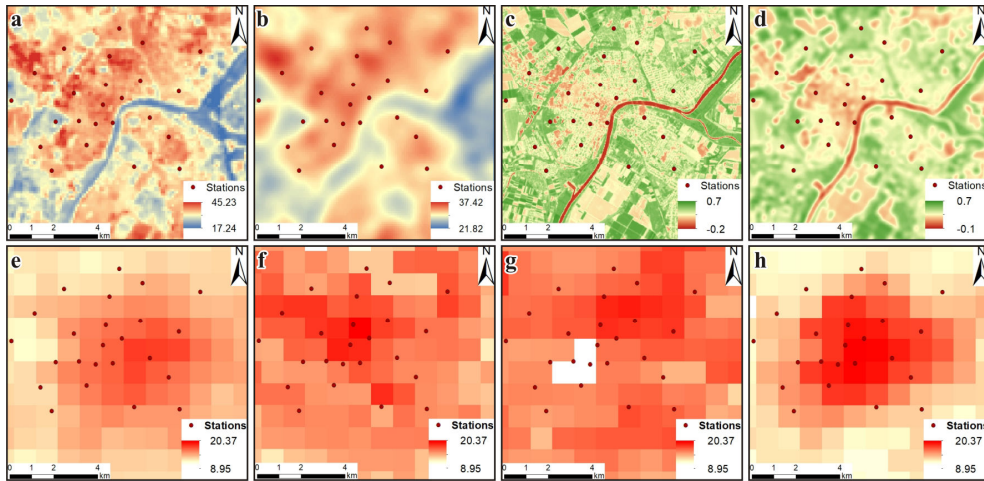 a
N
Stations
45.23
17.24
0 1 2 4
km
b
N
Stations
37.42
21.82
0 1 2 4
km
c
N
Stations
0.7
-0.2
0 1 2 4
km
d
N
Stations
0.7
-0.1
0 1 2 4
km
e
N
Stations
20.37
8.95
0 1 2 4
km
f
N
Stations
20.37
8.95
0 1 2 4
km
g
N
Stations
20.37
8.95
0 1 2 4
km
h
N
Stations
20.37
8.95
0 1 2 4
km